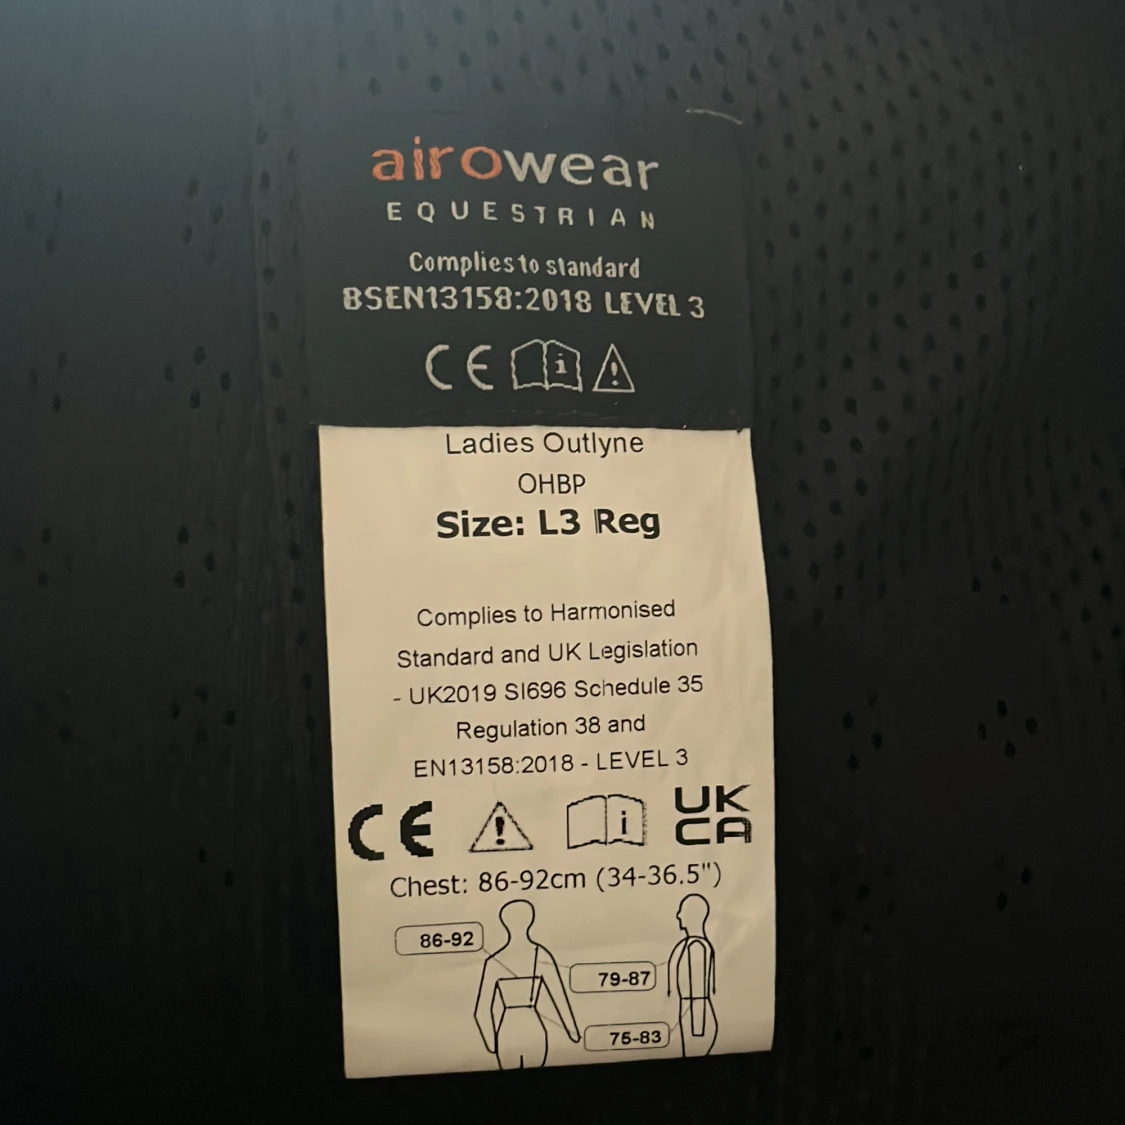 airowear
EQUESTRIAN
Complies to standard
BSEN13158:2018 LEVEL 3
CE i !
Ladies Outlyne
OHBP
Size: L3 Reg
Complies to Harmonised
Standard and UK Legislation
- UK2019 SI696 Schedule 35
Regulation 38 and
EN13158:2018 - LEVEL 3
CE ! i UK
CA
Chest: 86-92cm (34-36.5")
86-92
79-87
75-83